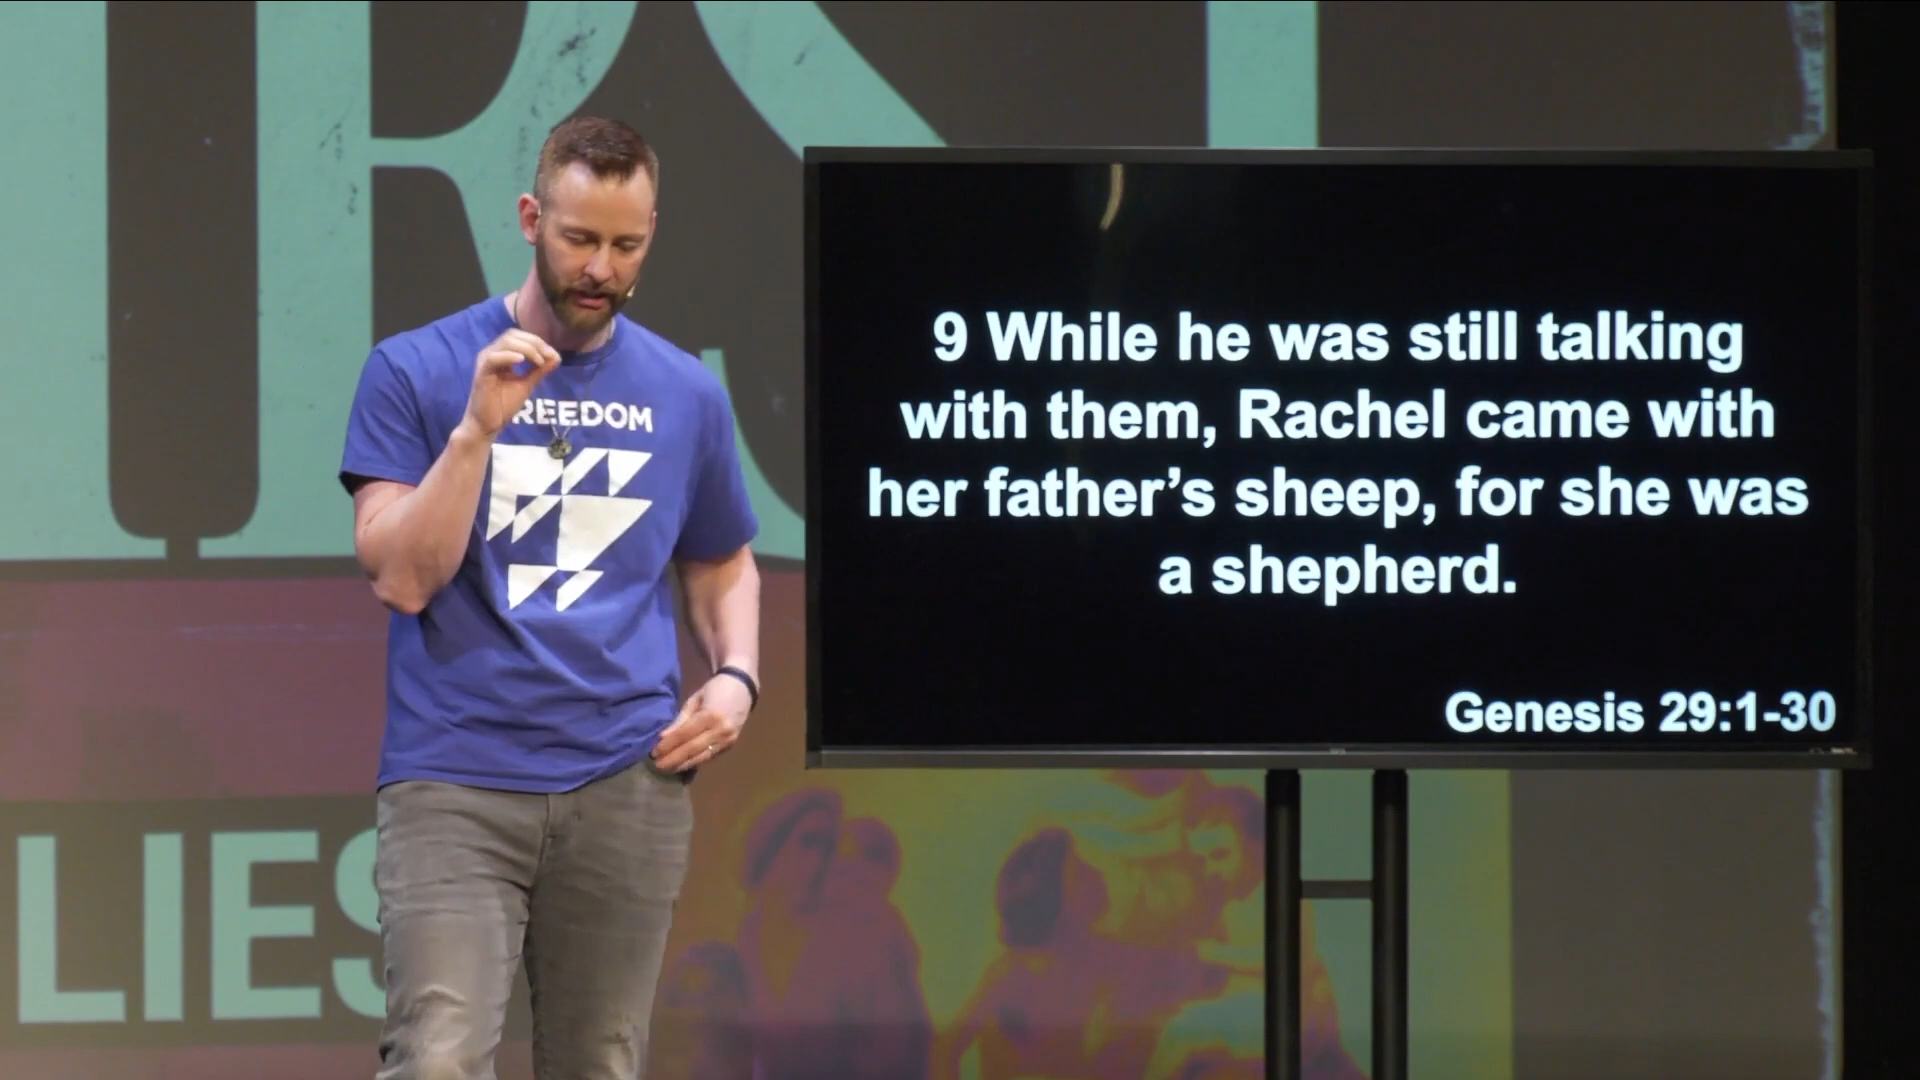 FREEDOM
9 While he was still talking
with them, Rachel came with
her father’s sheep, for she was
a shepherd.
Genesis 29:1-30
LIES